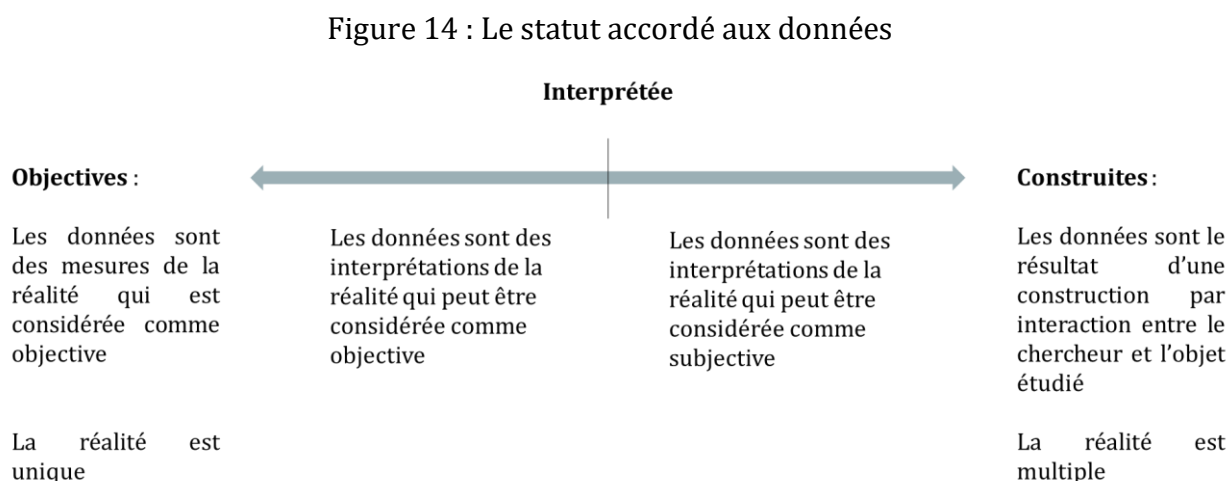 Figure 14 : Le statut accordé aux données
Interprétée
Objectives :
Les données sont
des mesures de la
réalité qui est
considérée comme
objective
La réalité est
unique
Les données sont des
interprétations de la
réalité qui peut être
considérée comme
objective
Les données sont des
interprétations de la
réalité qui peut être
considérée comme
subjective
Construites :
Les données sont le
résultat d’une
construction par
interaction entre le
chercheur et l’objet
étudié
La réalité est
multiple